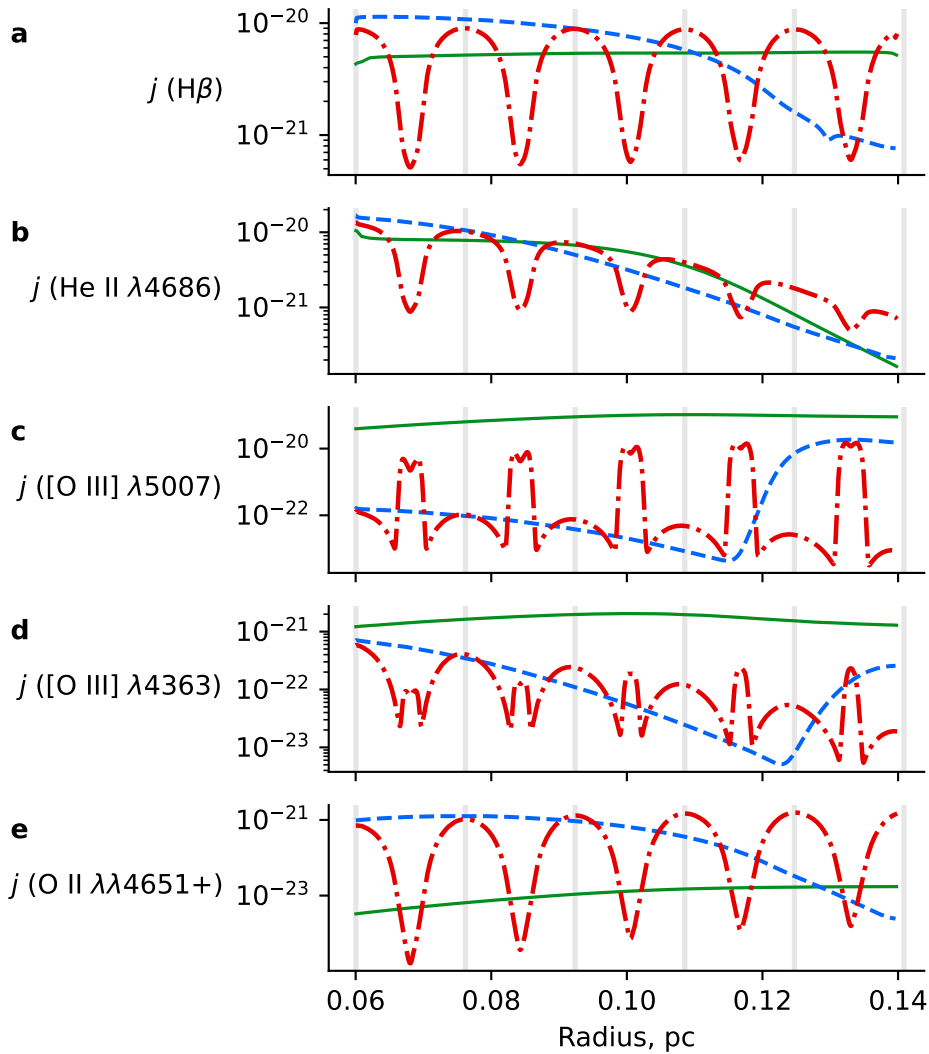 a
j (Hβ)
10⁻²⁰
10⁻²¹
b
j (He II λ4686)
10⁻²⁰
10⁻²¹
c
j ([O III] λ5007)
10⁻²⁰
10⁻²²
d
j ([O III] λ4363)
10⁻²¹
10⁻²²
10⁻²³
e
j (O II λλ4651+)
10⁻²¹
10⁻²³
0.06 0.08 0.10 0.12 0.14
Radius, pc